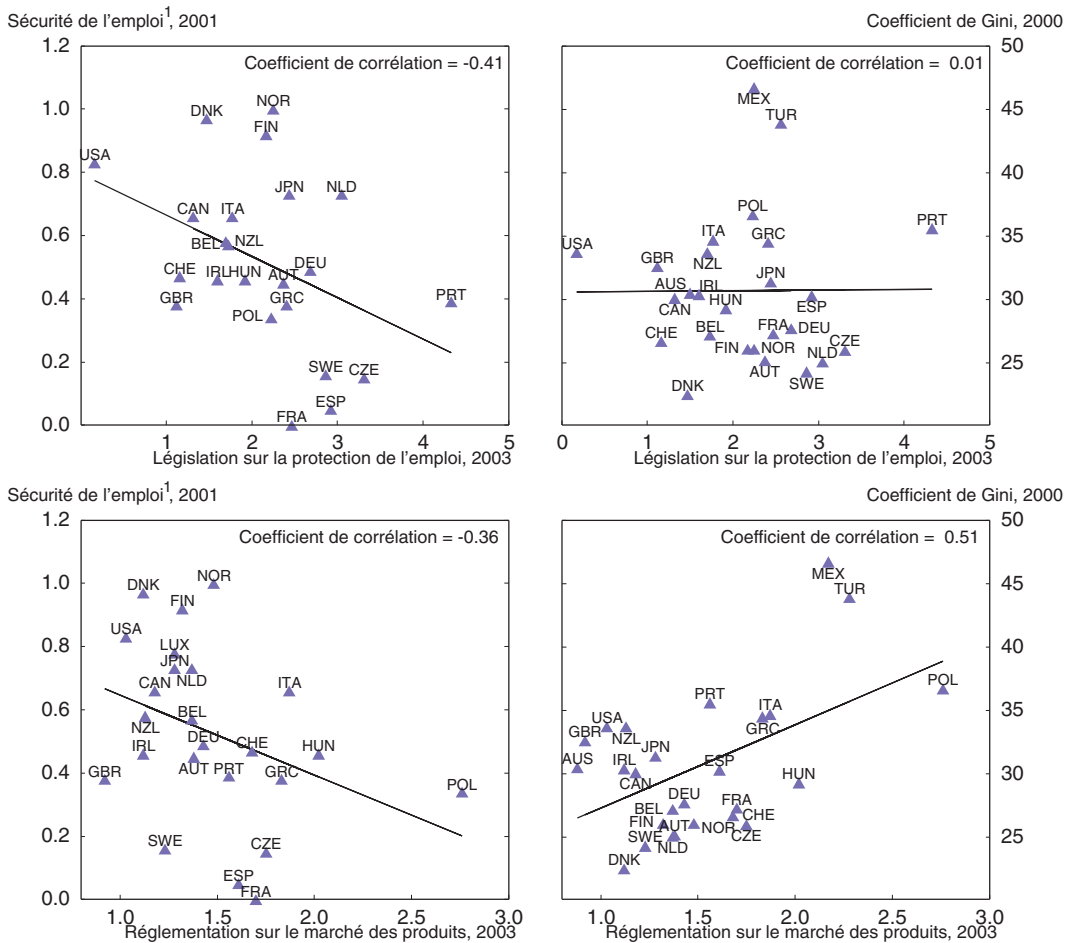 Sécurité de l'emploi1, 2001
Coefficient de corrélation = -0.41
1.2
1.0
0.8
0.6
0.4
0.2
0.0
USA
DNK
NOR
FIN
JPN
NLD
CAN
ITA
BEL
NZL
CHE
IRL
HUN
AUT
DEU
GBR
GRC
POL
PRT
SWE
CZE
ESP
FRA
1
2
3
4
5
Législation sur la protection de l'emploi, 2003
Coefficient de Gini, 2000
Coefficient de corrélation = 0.01
50
45
40
35
30
25
MEX
TUR
POL
PRT
USA
ITA
GRC
GBR
NZL
AUS
IRL
JPN
CAN
HUN
ESP
CHE
BEL
FRA
DEU
FIN
NOR
CZE
NLD
AUT
SWE
DNK
0
1
2
3
4
5
Législation sur la protection de l'emploi, 2003
Sécurité de l'emploi1, 2001
Coefficient de corrélation = -0.36
1.2
1.0
0.8
0.6
0.4
0.2
0.0
NOR
DNK
FIN
USA
LUX
JPN
NLD
CAN
ITA
BEL
NZL
DEU
IRL
CHE
HUN
AUT
PRT
GBR
GRC
POL
SWE
CZE
ESP
FRA
1.0
1.5
2.0
2.5
3.0
Réglementation sur le marché des produits, 2003
Coefficient de Gini, 2000
Coefficient de corrélation = 0.51
50
45
40
35
30
25
MEX
TUR
POL
PRT
ITA
GRC
USA
GBR
NZL
AUS
IRL
JPN
CAN
ESP
HUN
DEU
BEL
FRA
CHE
FIN
AUT
NOR
CZE
SWE
NLD
DNK
1.0
1.5
2.0
2.5
3.0
Réglementation sur le marché des produits, 2003